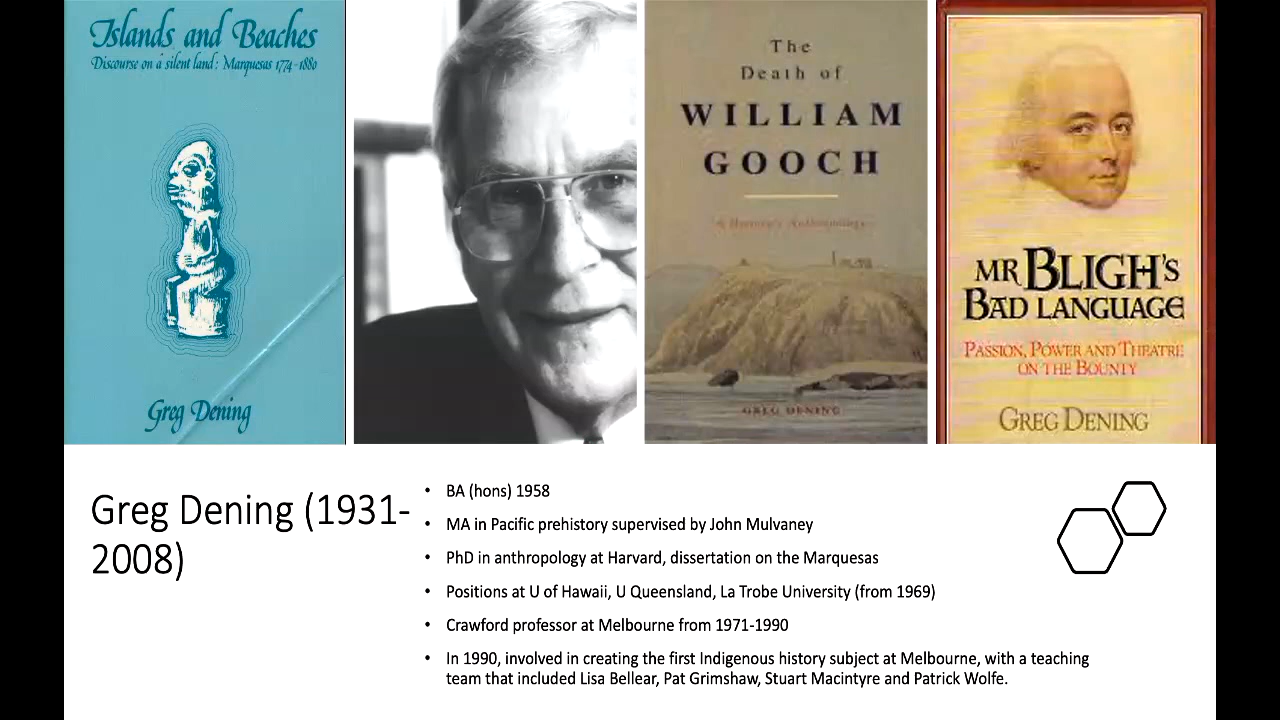 Islands and Beaches
Discourse on a silent land: Marquesas 1774-1880
Greg Dening
The
Death of
WILLIAM
GOOCH
A History's Anthropology
GREG DENING
MR BLIGH'S
BAD LANGUAGE
PASSION, POWER AND THEATRE
ON THE BOUNTY
GREG DENING
Greg Dening (1931-
2008)
• BA (hons) 1958
• MA in Pacific prehistory supervised by John Mulvaney
• PhD in anthropology at Harvard, dissertation on the Marquesas
• Positions at U of Hawaii, U Queensland, La Trobe University (from 1969)
• Crawford professor at Melbourne from 1971-1990
• In 1990, involved in creating the first Indigenous history subject at Melbourne, with a teaching
team that included Lisa Bellear, Pat Grimshaw, Stuart Macintyre and Patrick Wolfe.